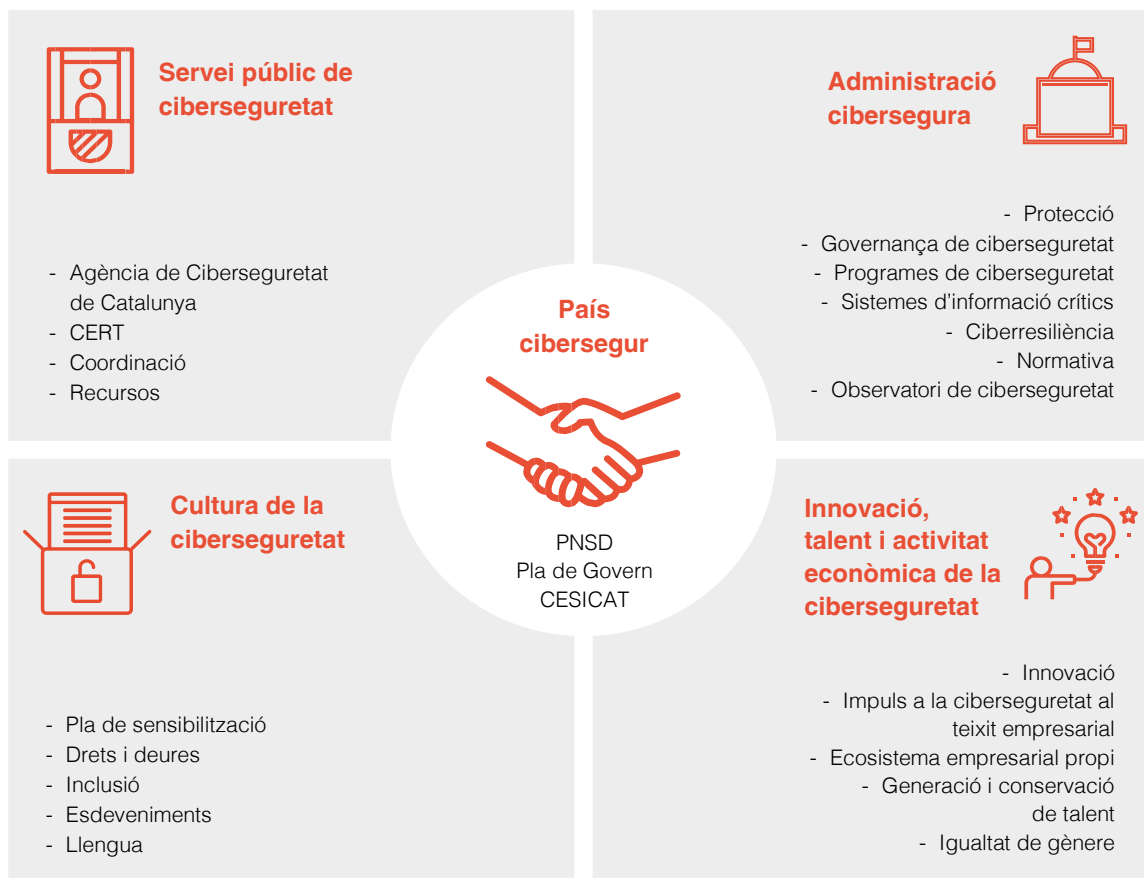 Servei públic de
ciberseguretat
- Agència de Ciberseguretat
de Catalunya
- CERT
- Coordinació
- Recursos
Administració
cibersegura
- Protecció
- Governança de ciberseguretat
- Programes de ciberseguretat
- Sistemes d'informació crítics
- Ciberresiliència
- Normativa
- Observatori de ciberseguretat
País
cibersegur
PNSD
Pla de Govern
CESICAT
Cultura de la
ciberseguretat
- Pla de sensibilització
- Drets i deures
- Inclusió
- Esdeveniments
- Llengua
Innovació,
talent i activitat
econòmica de la
ciberseguretat
- Innovació
- Impuls a la ciberseguretat al
teixit empresarial
- Ecosistema empresarial propi
- Generació i conservació
de talent
- Igualtat de gènere